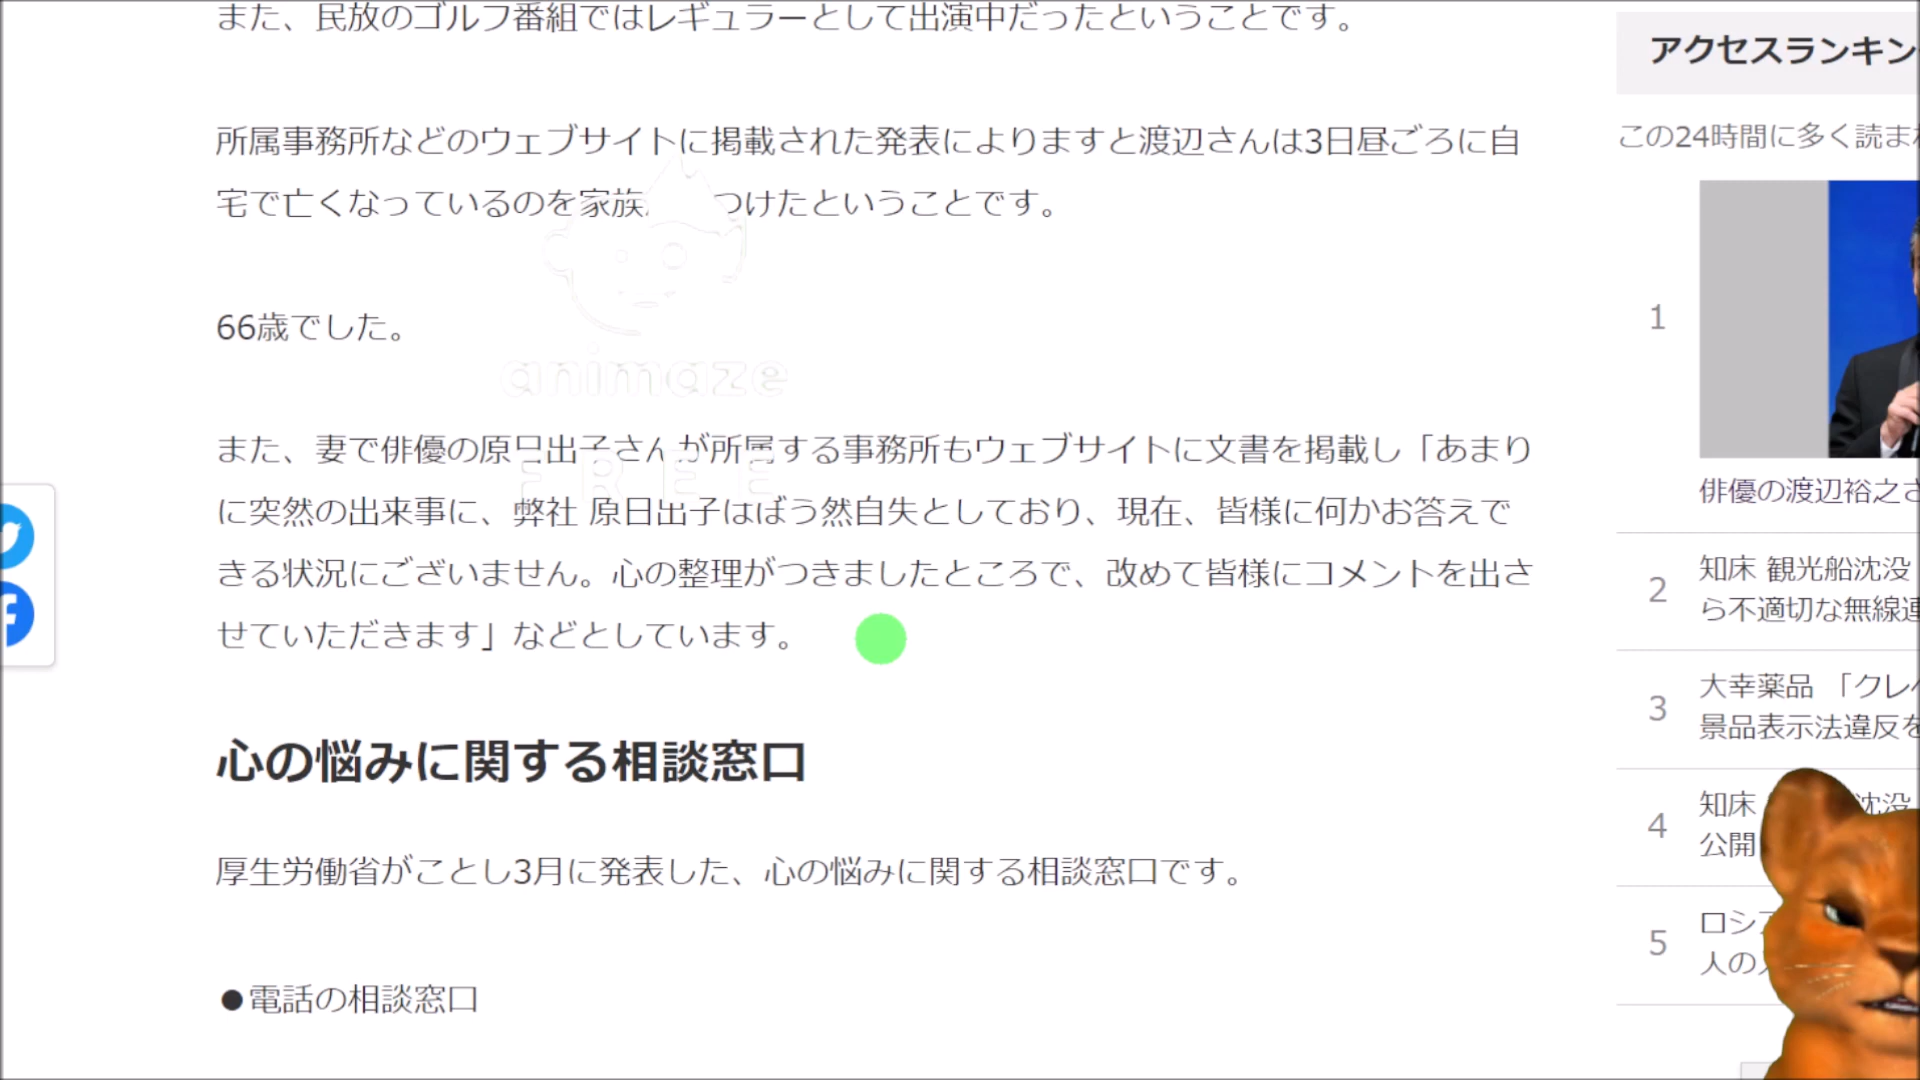 また、民放のゴルフ番組ではレギュラーとして出演中だったということです。
所属事務所などのウェブサイトに掲載された発表によりますと渡辺さんは3日昼ごろに自
宅で亡くなっているのを家族 つけたということです。
66歳でした。
animaze
FREE
また、妻で俳優の原日出子さんが所属する事務所もウェブサイトに文書を掲載し「あまり
に突然の出来事に、弊社 原日出子はぼう然自失としており、現在、皆様に何かお答えで
きる状況にございません。心の整理がつきましたところで、改めて皆様にコメントを出さ
せていただきます」などとしています。
心の悩みに関する相談窓口
厚生労働省がことし3月に発表した、心の悩みに関する相談窓口です。
●電話の相談窓口
アクセスランキン
この24時間に多く読ま
1
俳優の渡辺裕之さ
2
知床 観光船沈没
ら不適切な無線連
3
大幸薬品 「クレ
景品表示法違反を
4
知床 沈没
公開
5
ロシ
人の